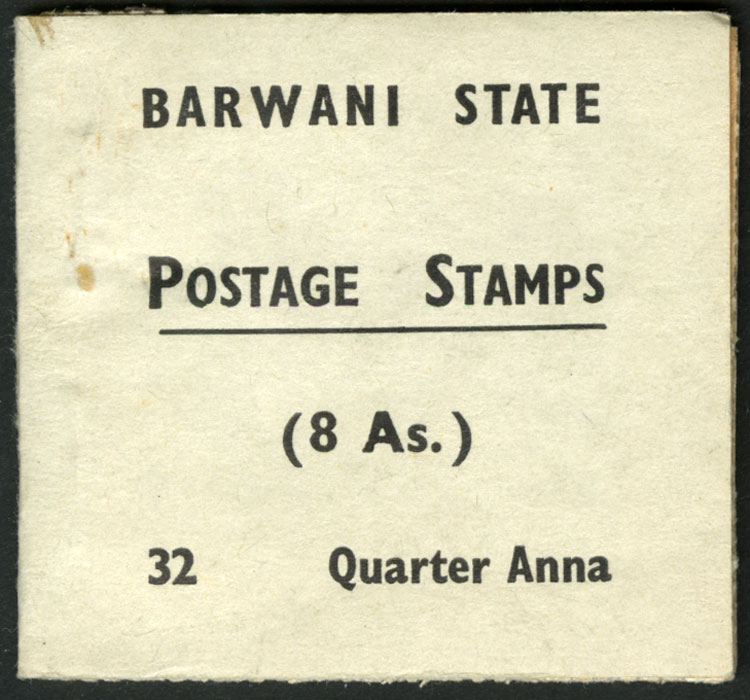 BARWANI STATE
POSTAGE STAMPS
(8 As.)
32 Quarter Anna